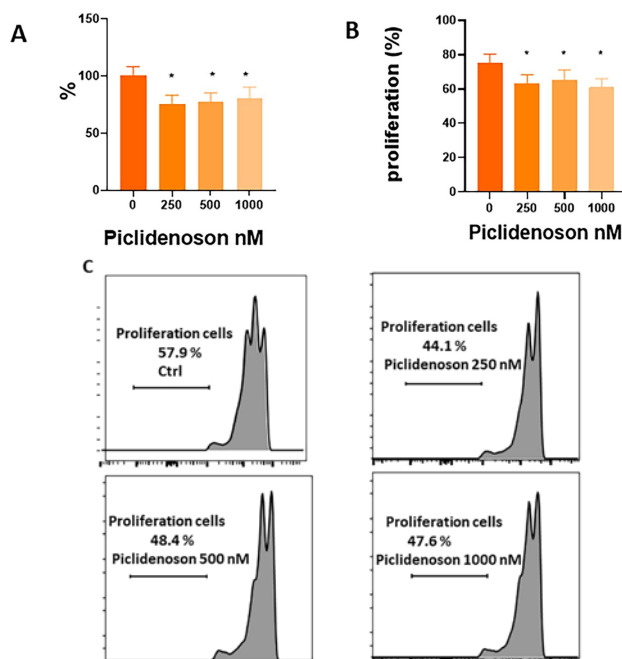 A
%
150
100
50
0
* * *
0 250 500 1000
Piclidenoson nM
B
proliferation (%)
100
80
60
40
20
0
* * *
0 250 500 1000
Piclidenoson nM
C
Proliferation cells
57.9 %
Ctrl
Proliferation cells
44.1 %
Piclidenoson 250 nM
Proliferation cells
48.4 %
Piclidenoson 500 nM
Proliferation cells
47.6 %
Piclidenoson 1000 nM